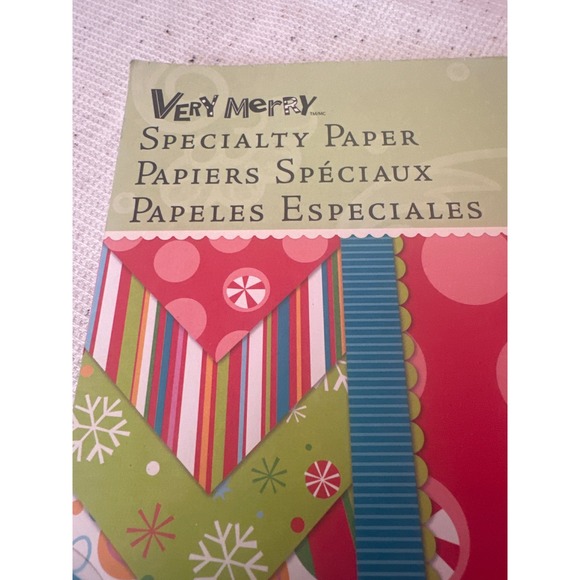 VERY MERRY
SPECIALTY PAPER
PAPIERS SPÉCIAUX
PAPELES ESPECIALES